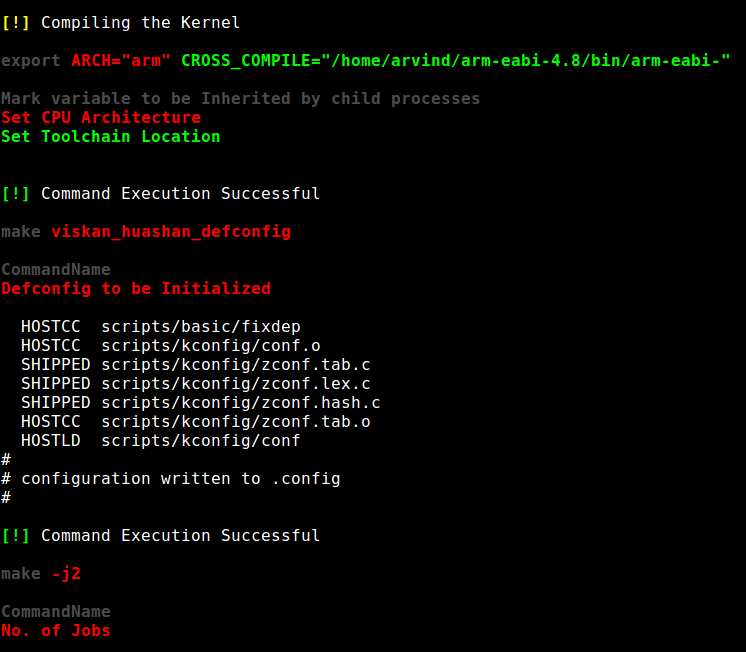 [!] Compiling the Kernel
export ARCH="arm" CROSS_COMPILE="/home/arvind/arm-eabi-4.8/bin/arm-eabi-"
Mark variable to be Inherited by child processes
Set CPU Architecture
Set Toolchain Location
[!] Command Execution Successful
make viskan_huashan_defconfig
CommandName
Defconfig to be Initialized
HOSTCC  scripts/basic/fixdep
HOSTCC  scripts/kconfig/conf.o
SHIPPED scripts/kconfig/zconf.tab.c
SHIPPED scripts/kconfig/zconf.lex.c
SHIPPED scripts/kconfig/zconf.hash.c
HOSTCC  scripts/kconfig/zconf.tab.o
HOSTLD  scripts/kconfig/conf
#
# configuration written to .config
#
[!] Command Execution Successful
make -j2
CommandName
No. of Jobs